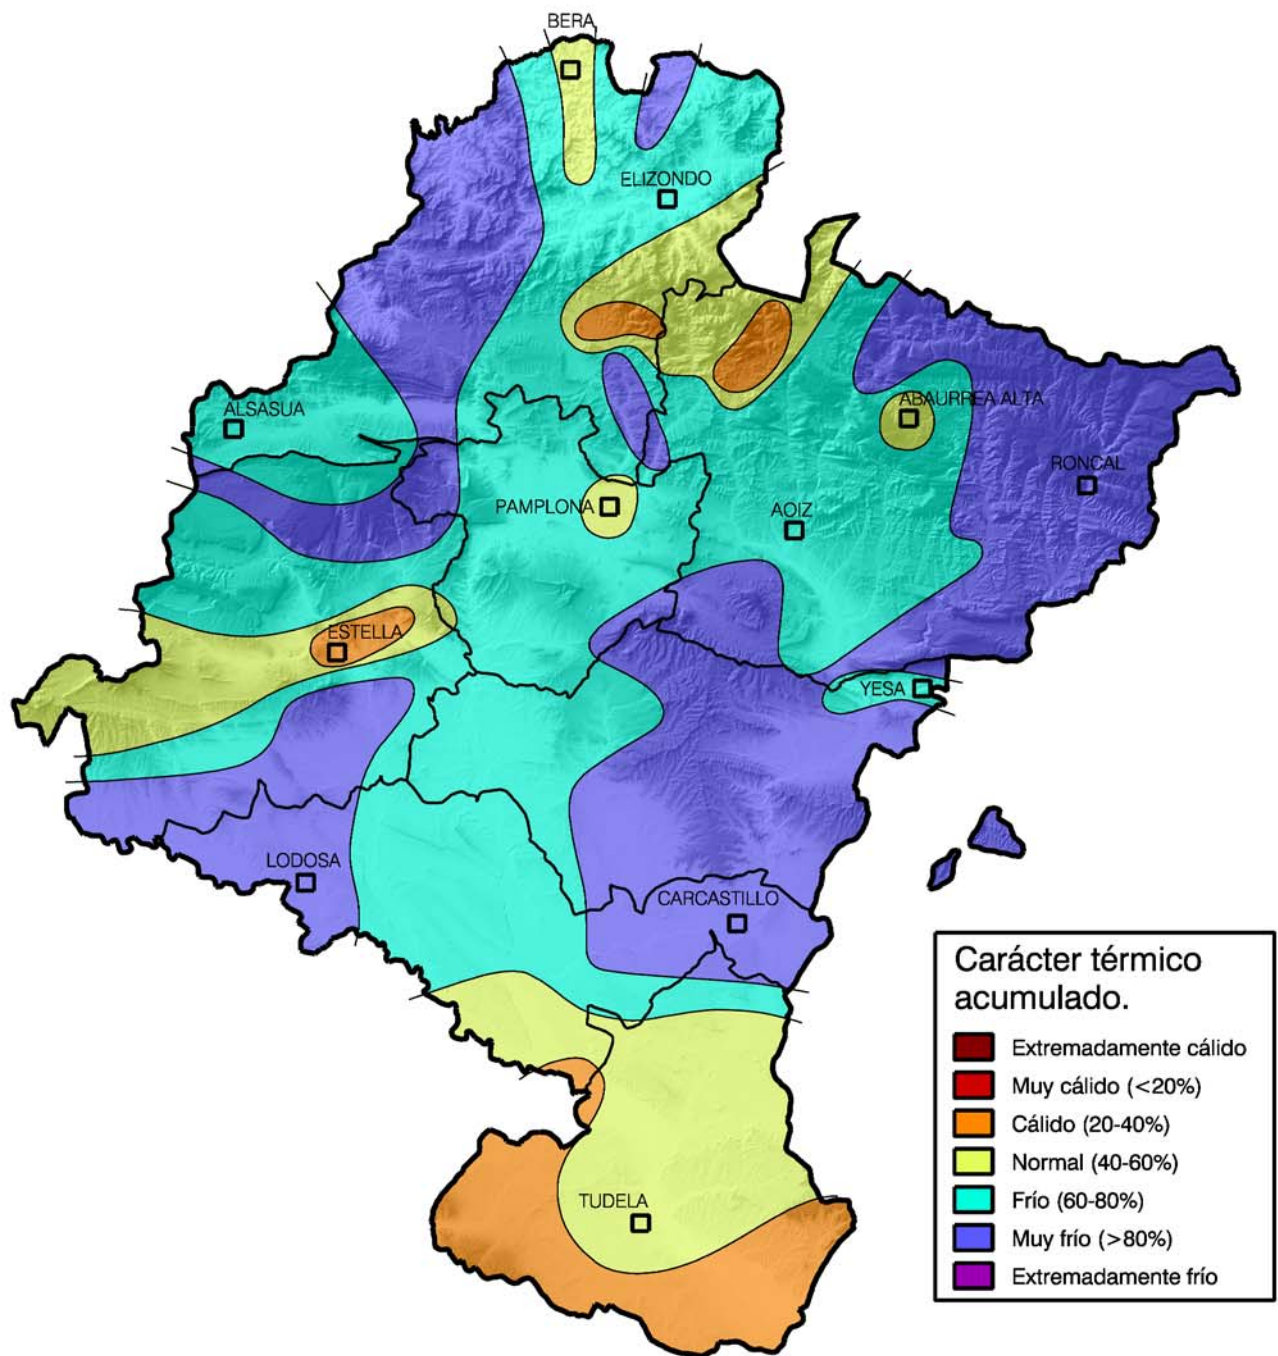 BERA
ELIZONDO
ALSASUA
ABAURREA ALTA
RONCAL
PAMPLONA
AOIZ
ESTELLA
YESA
LODOSA
CARCASTILLO
TUDELA
Carácter térmico
acumulado.
Extremadamente cálido
Muy cálido (<20%)
Cálido (20-40%)
Normal (40-60%)
Frío (60-80%)
Muy frío (>80%)
Extremadamente frío